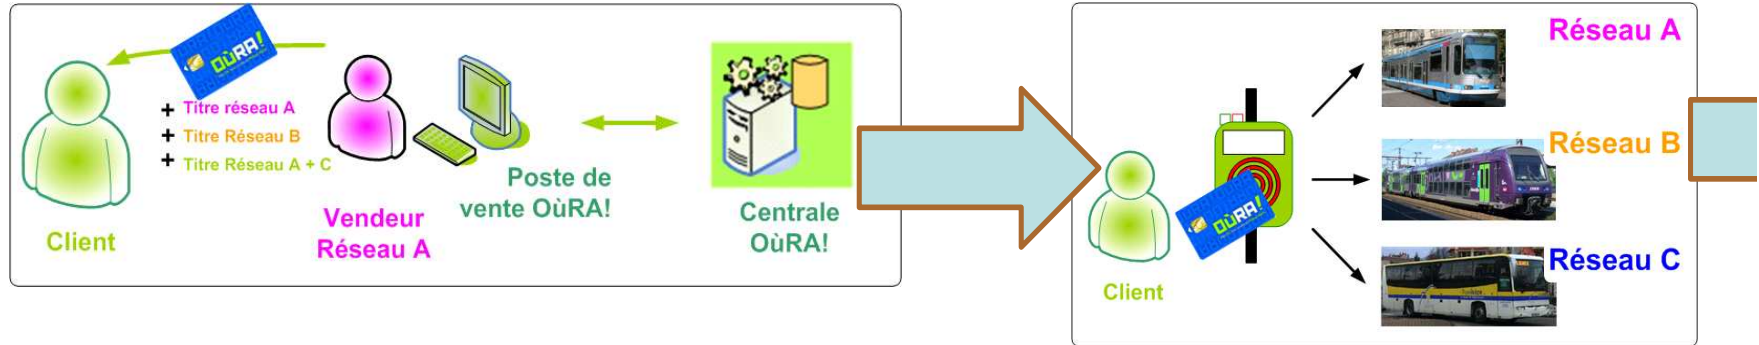 OùRA!
+ Titre réseau A
+ Titre Réseau B
+ Titre Réseau A + C
Client
Vendeur
Réseau A
Poste de
vente OùRA!
Centrale
OùRA!
Client
OùRA!
Réseau A
Réseau B
Réseau C